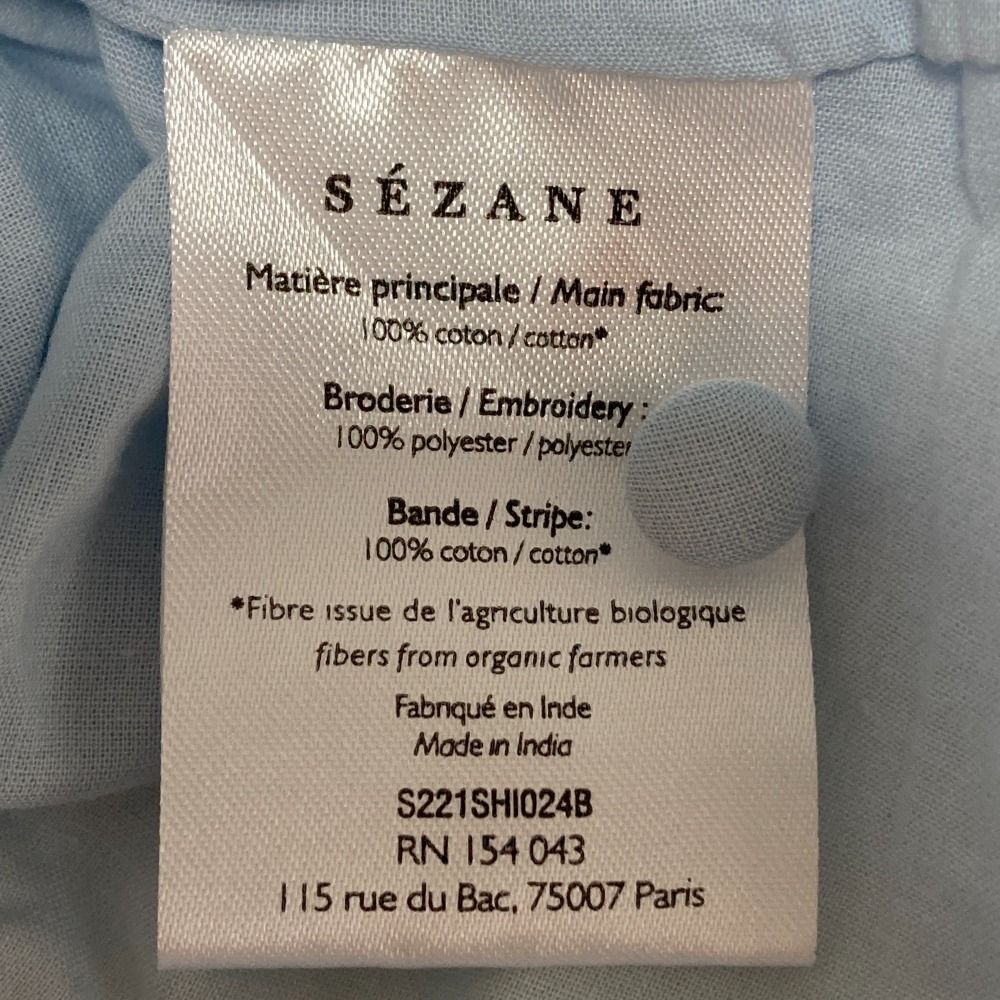 SÉZANE
Matière principale / Main fabric:
100% coton / cotton*
Broderie / Embroidery :
100% polyester / polyester
Bande / Stripe:
100% coton / cotton*
*Fibre issue de l'agriculture biologique
fibers from organic farmers
Fabriqué en Inde
Made in India
S221SHI024B
RN 154 043
115 rue du Bac, 75007 Paris